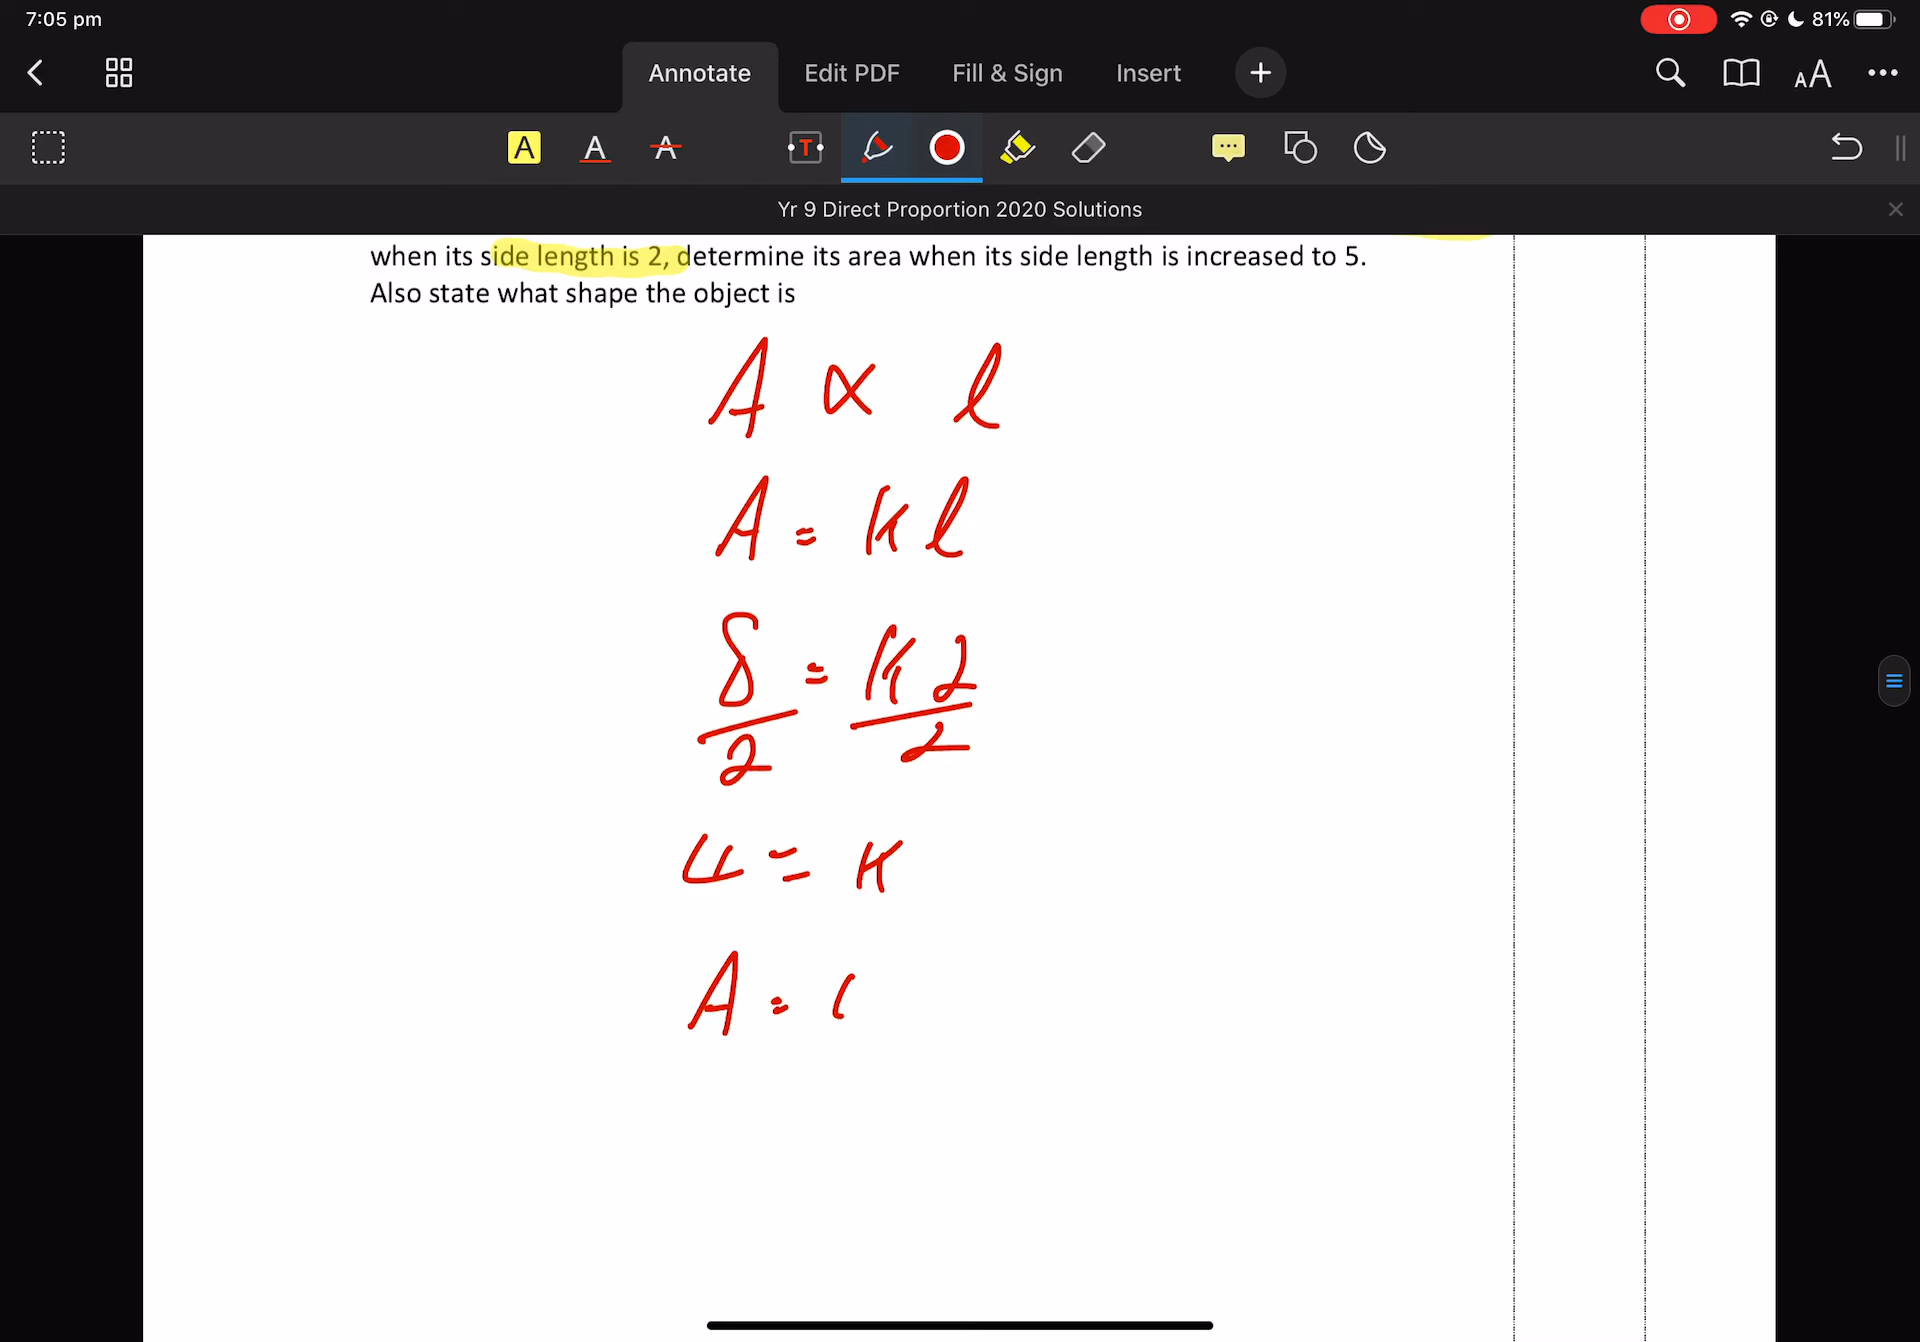 7:05 pm
81%
Annotate Edit PDF Fill & Sign Insert
A A A T AA
Yr 9 Direct Proportion 2020 Solutions
when its side length is 2, determine its area when its side length is increased to 5.
Also state what shape the object is
A ∝ l
A = kl
8/2 = k2/2
4 = k
A = (